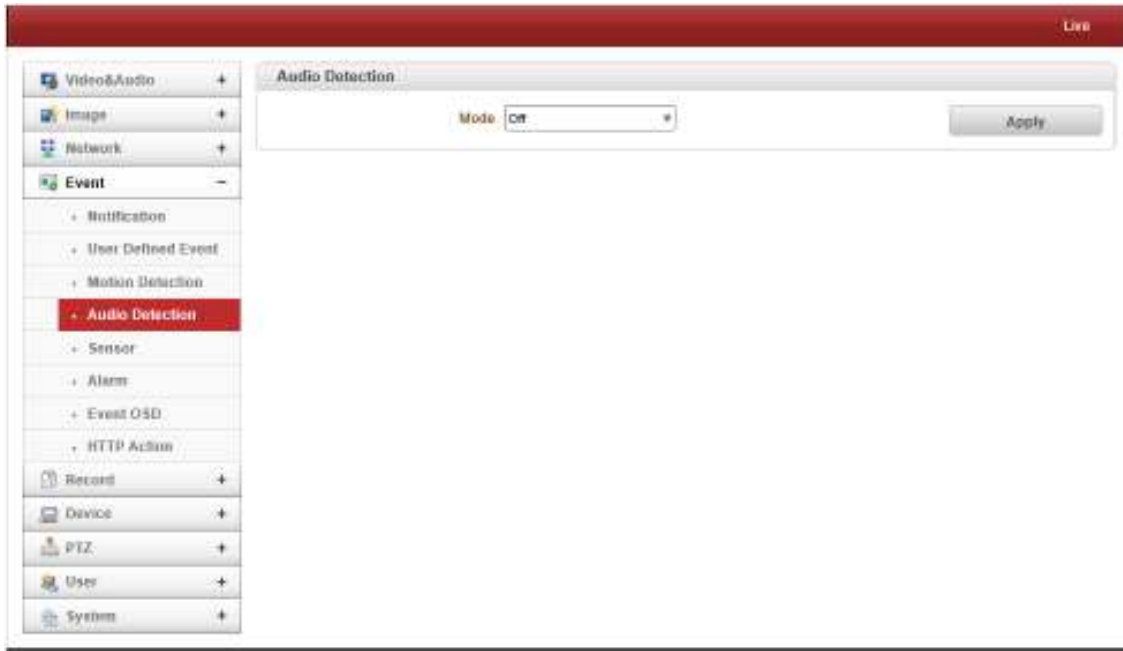 Live
Video&Audio +
Image +
Network +
Event −
Notification
User Defined Event
Motion Detection
Audio Detection
Sensor
Alarm
Event OSD
HTTP Action
Record +
Device +
PTZ +
User +
System +
Audio Detection
Mode Off
Apply